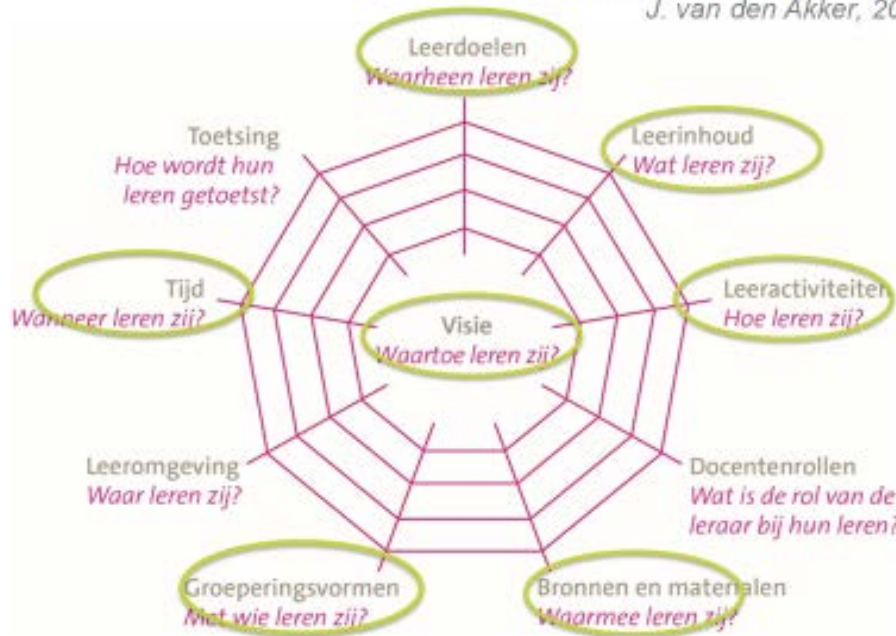 J. van den Akker, 20
Leerdoelen
Waarheen leren zij?
Leerinhoud
Wat leren zij?
Toetsing
Hoe wordt hun
leren getoetst?
Tijd
Wanneer leren zij?
Leeractiviteiten
Hoe leren zij?
Visie
Waartoe leren zij?
Leeromgeving
Waar leren zij?
Docentenrollen
Wat is de rol van de
leraar bij hun leren?
Groeperingsvormen
Met wie leren zij?
Bronnen en materialen
Waarmee leren zij?